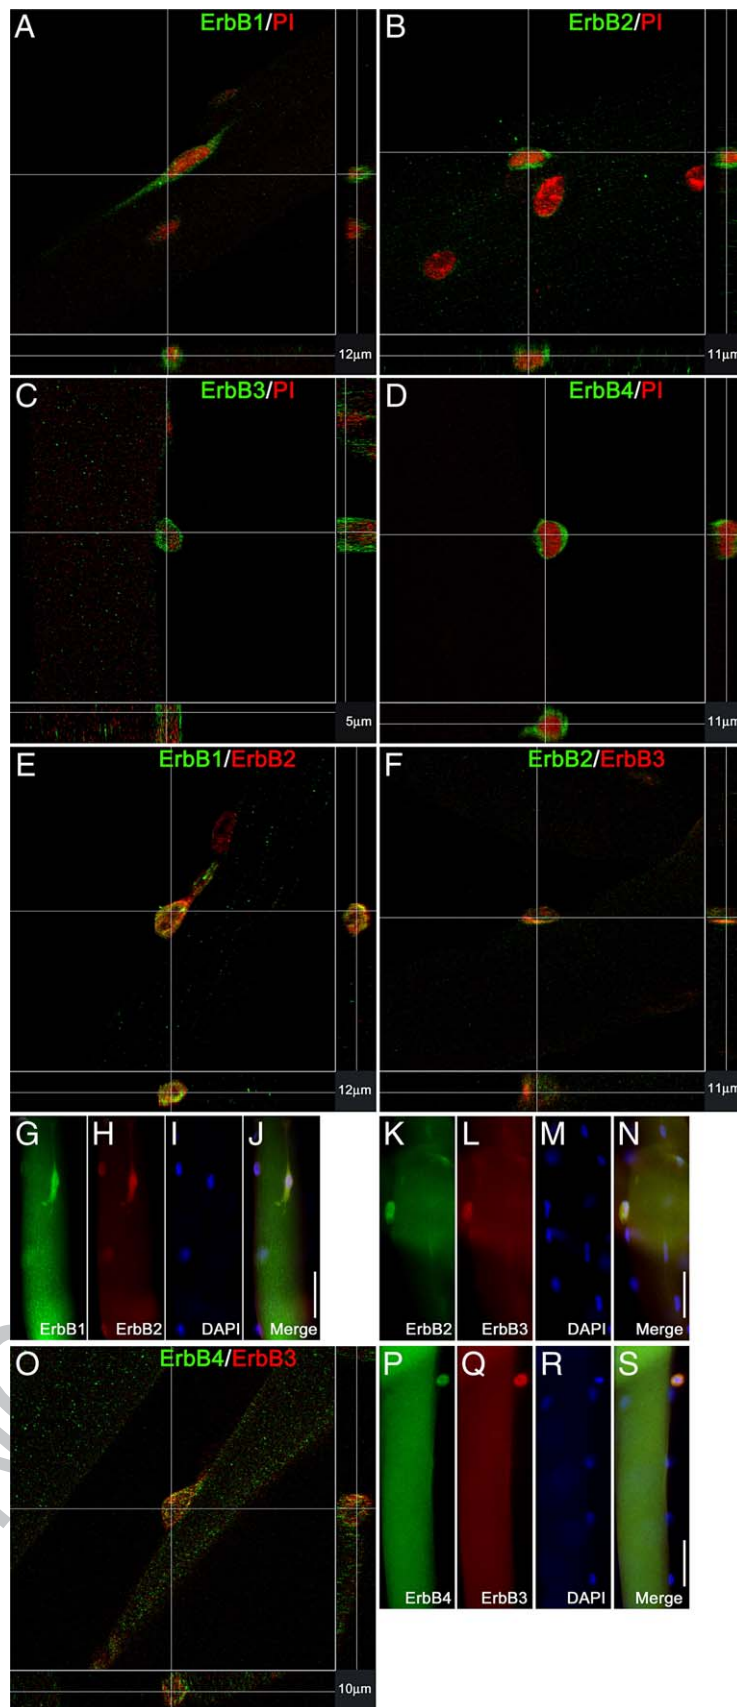 A ErbB1/PI
B ErbB2/PI
12µm
11µm
C ErbB3/PI
D ErbB4/PI
5µm
11µm
E ErbB1/ErbB2
F ErbB2/ErbB3
12µm
11µm
G H I J
K L M N
ErbB1 ErbB2 DAPI Merge
ErbB2 ErbB3 DAPI Merge
O ErbB4/ErbB3
P Q R S
ErbB4 ErbB3 DAPI Merge
10µm